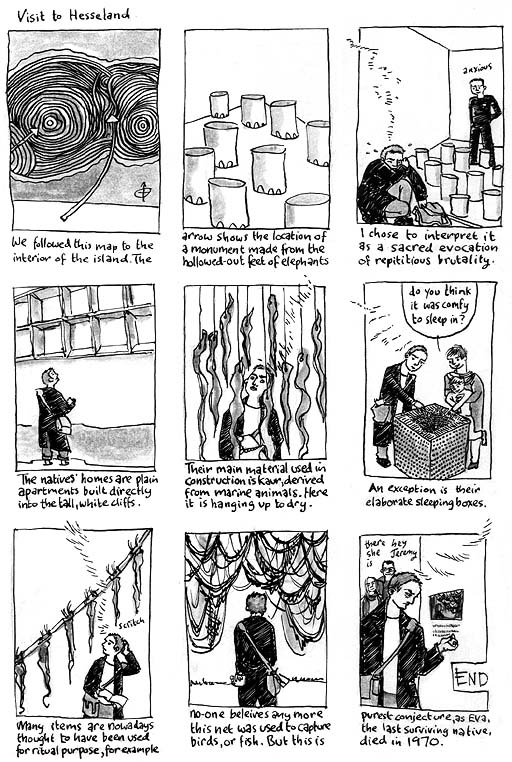 Visit to Hesseland
We followed this map to the
interior of the island. The
arrow shows the location of
a monument made from the
hollowed-out feet of elephants
anxious
I chose to interpret it
as a sacred evocation
of repititious brutality.
The natives' homes are plain
apartments built directly
into the tall, white cliffs.
Their main material used in
construction is kaur, derived
from marine animals. Here
it is hanging up to dry.
do you think
it was comfy
to sleep in?
An exception is their
elaborate sleeping boxes.
scritch
Many items are nowadays
thought to have been used
for ritual purpose, for example
no-one beleives any more
this net was used to capture
birds, or fish. But this is
there hey
she Jeremy
is
END
purest conjecture, as Eva,
the last surviving native,
died in 1970.